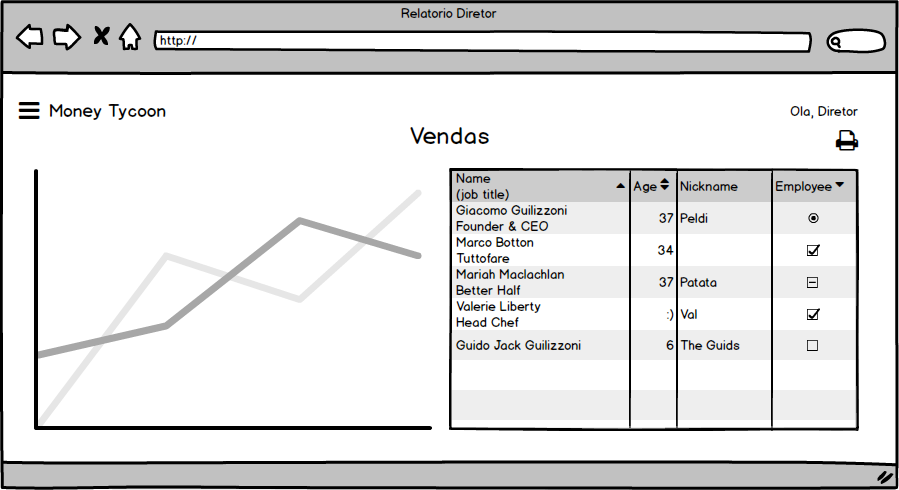 Relatorio Diretor
http://
Money Tycoon
Ola, Diretor
Vendas
Name
(job title)
Age
Nickname
Employee
Giacomo Guilizzoni
Founder & CEO
37
Peldi
Marco Botton
Tuttofare
34
Mariah Maclachlan
Better Half
37
Patata
Valerie Liberty
Head Chef
:)
Val
Guido Jack Guilizzoni
6
The Guids